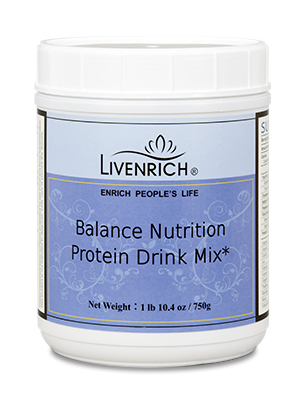 LIVENRICH®
ENRICH PEOPLE'S LIFE
Balance Nutrition
Protein Drink Mix*
Net Weight：1 lb 10.4 oz / 750g